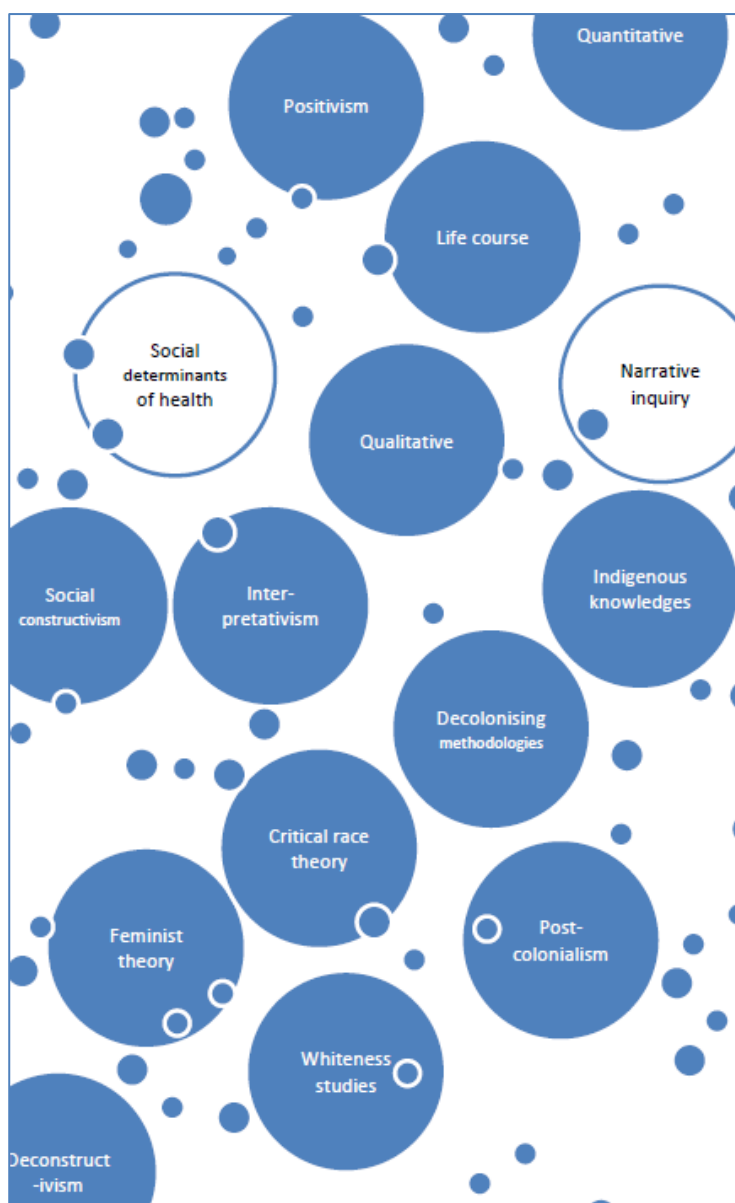 Quantitative
Positivism
Life course
Social
determinants
of health
Narrative
inquiry
Qualitative
Social
constructivism
Inter-
pretativism
Indigenous
knowledges
Decolonising
methodologies
Critical race
theory
Feminist
theory
Post-
colonialism
Whiteness
studies
Deconstruct
-ivism